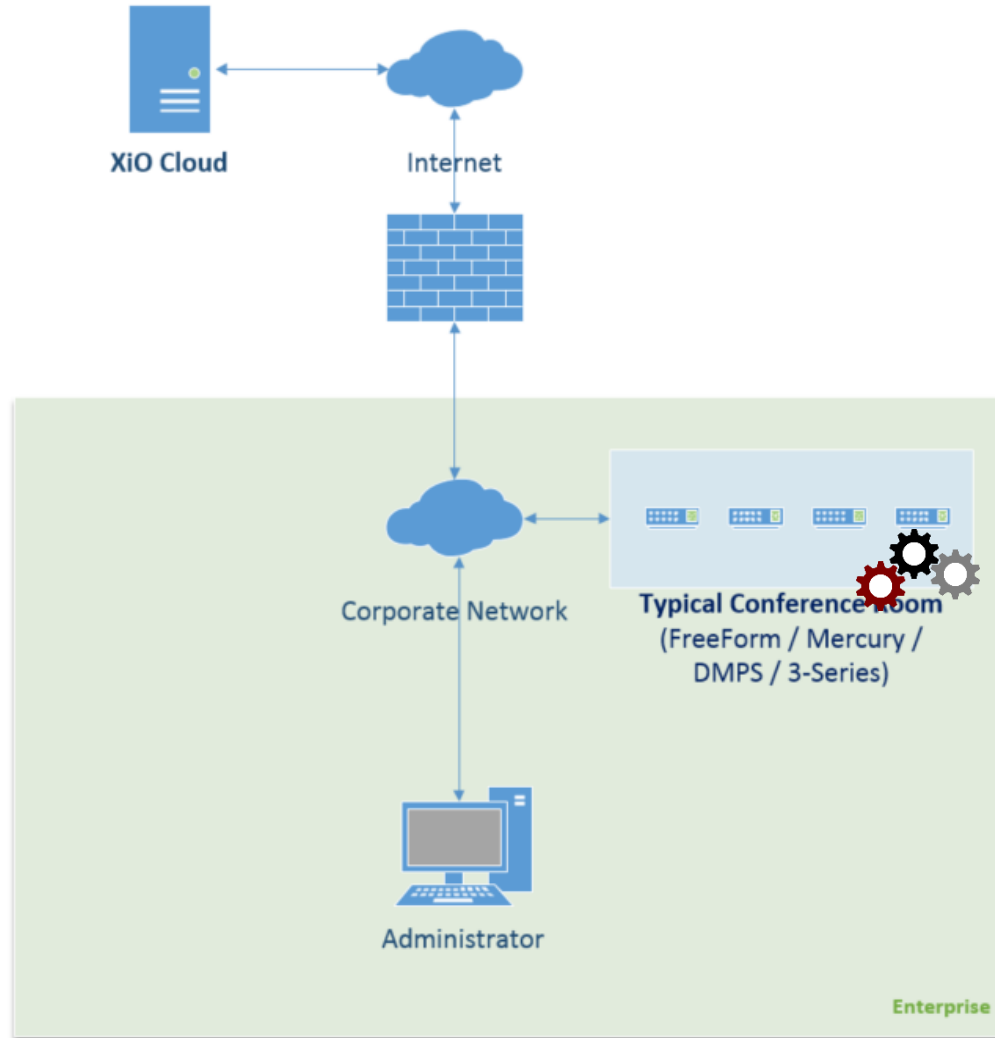 XiO Cloud
Internet
Corporate Network
Typical Conference Room
(FreeForm / Mercury /
DMPS / 3-Series)
Administrator
Enterprise